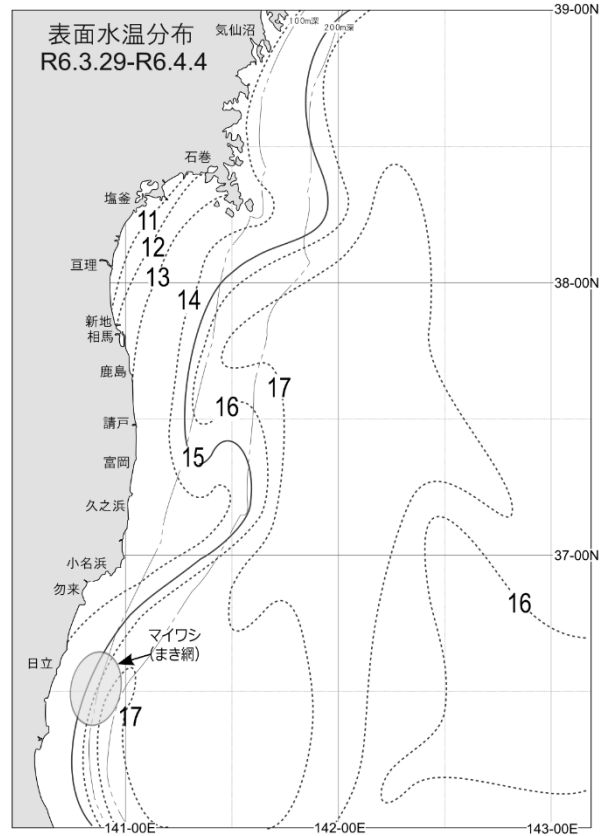 39-00N
100m深
200m深
気仙沼
表面水温分布
R6.3.29-R6.4.4
石巻
塩釜
11
12
亘理
13
38-00N
14
新地
相馬
鹿島
17
16
請戸
15
富岡
久之浜
37-00N
小名浜
勿来
16
マイワシ
(まき網)
日立
17
141-00E
142-00E
143-00E